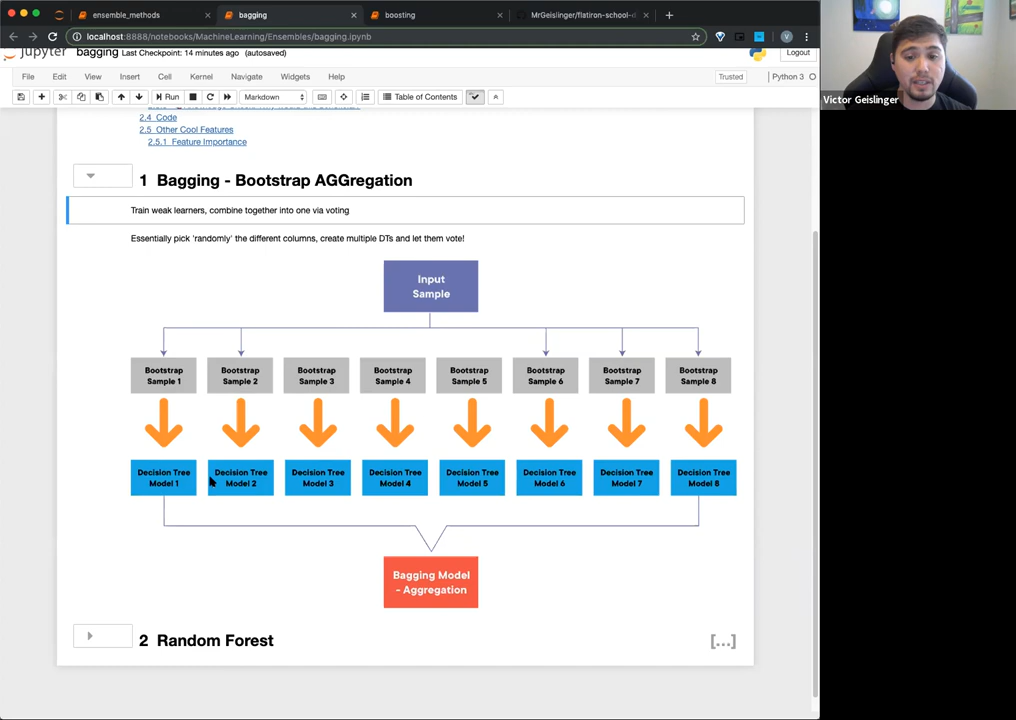 ensemble_methods
bagging
boosting
MrGeislinger/flatiron-school-d
localhost:8888/notebooks/MachineLearning/Ensembles/bagging.ipynb
jupyter bagging Last Checkpoint: 14 minutes ago (autosaved)
Logout
File Edit View Insert Cell Kernel Navigate Widgets Help
Trusted
Python 3
Run
Markdown
Table of Contents
Victor Geislinger
2.4 Code
2.5 Other Cool Features
2.5.1 Feature Importance
1 Bagging - Bootstrap AGGregation
Train weak learners, combine together into one via voting
Essentially pick 'randomly' the different columns, create multiple DTs and let them vote!
Input
Sample
Bootstrap
Sample 1
Bootstrap
Sample 2
Bootstrap
Sample 3
Bootstrap
Sample 4
Bootstrap
Sample 5
Bootstrap
Sample 6
Bootstrap
Sample 7
Bootstrap
Sample 8
Decision Tree
Model 1
Decision Tree
Model 2
Decision Tree
Model 3
Decision Tree
Model 4
Decision Tree
Model 5
Decision Tree
Model 6
Decision Tree
Model 7
Decision Tree
Model 8
Bagging Model
- Aggregation
2 Random Forest
[...]